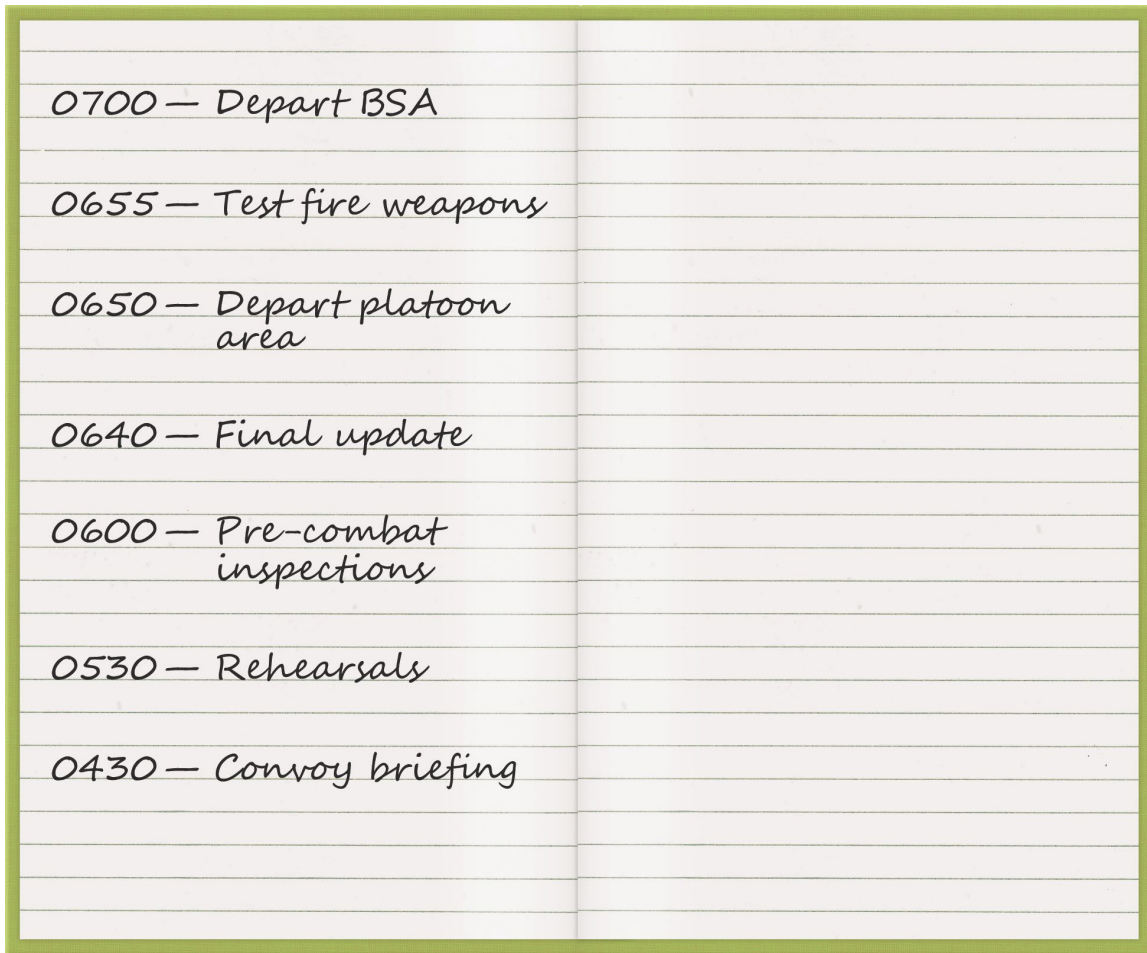 0700 — Depart BSA
0655 — Test fire weapons
0650 — Depart platoon
area
0640 — Final update
0600 — Pre-combat
inspections
0530 — Rehearsals
0430 — Convoy briefing